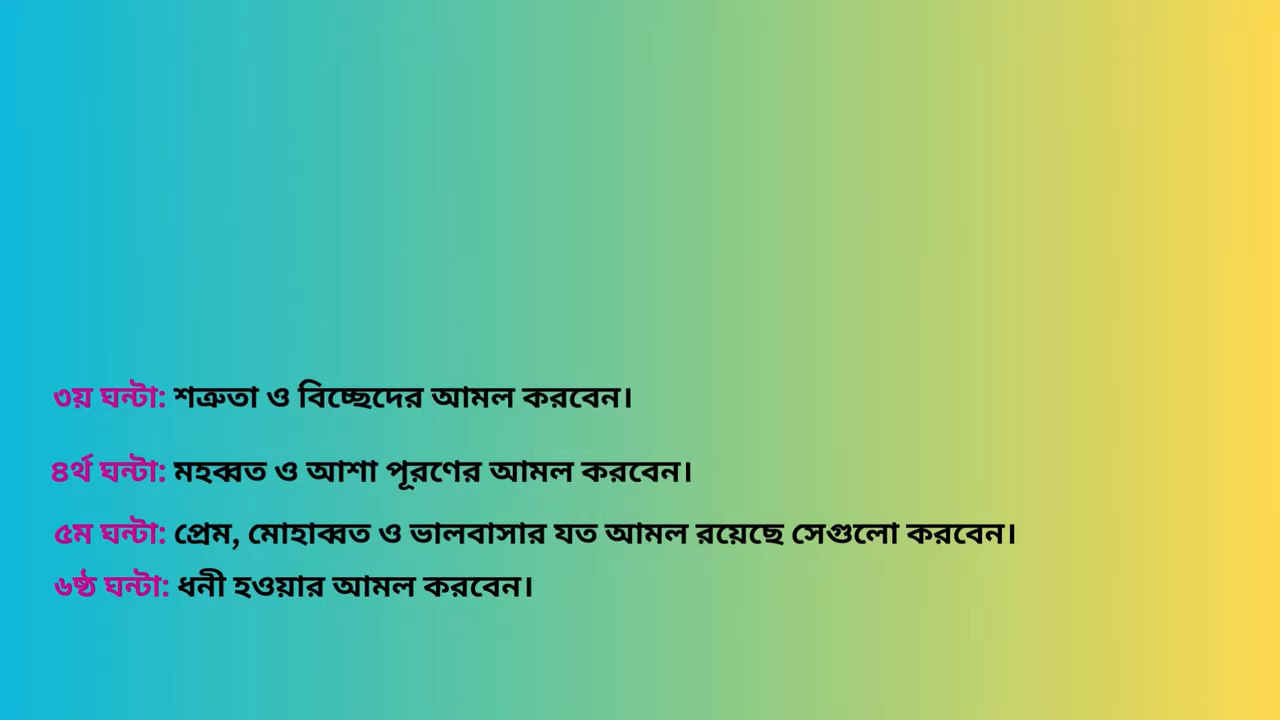 ৩য় ঘন্টা: শত্রুতা ও বিচ্ছেদের আমল করবেন।
৪র্থ ঘন্টা: মহব্বত ও আশা পূরণের আমল করবেন।
৫ম ঘন্টা: প্রেম, মোহাব্বত ও ভালবাসার যত আমল রয়েছে সেগুলো করবেন।
৬ষ্ঠ ঘন্টা: ধনী হওয়ার আমল করবেন।